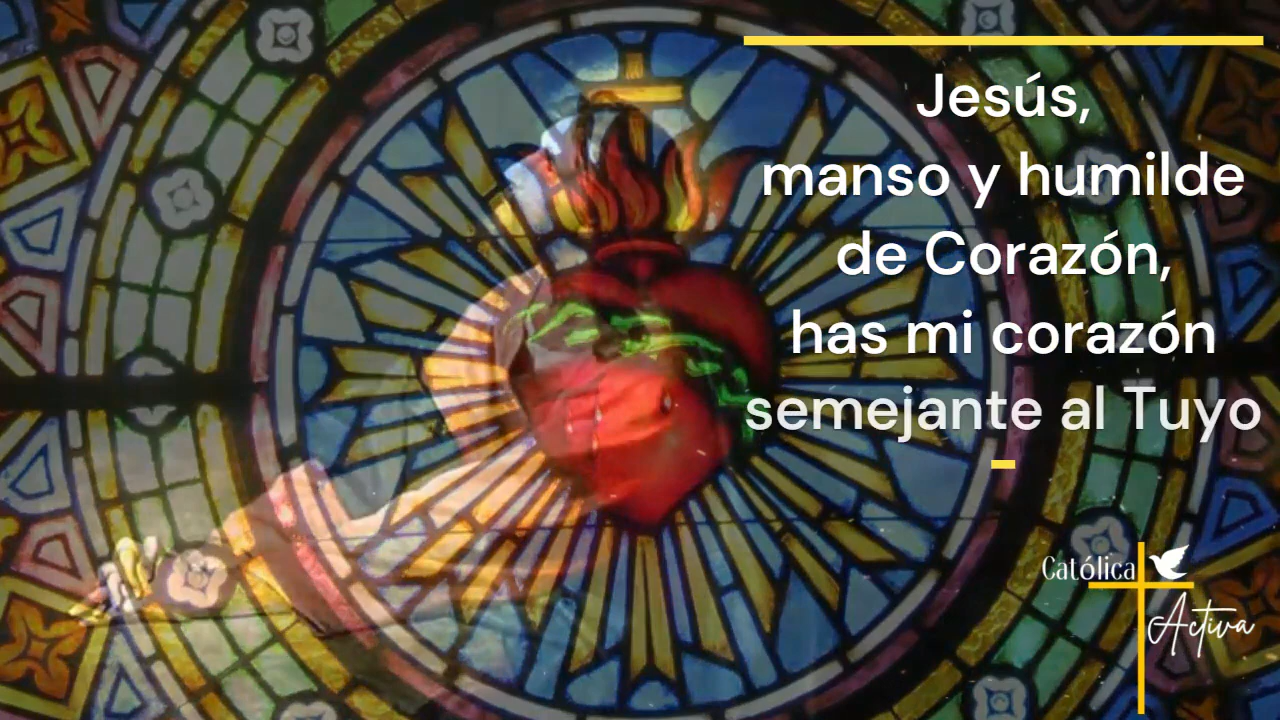 Jesús,
manso y humilde
de Corazón,
has mi corazón
semejante al Tuyo
Católica
Activa